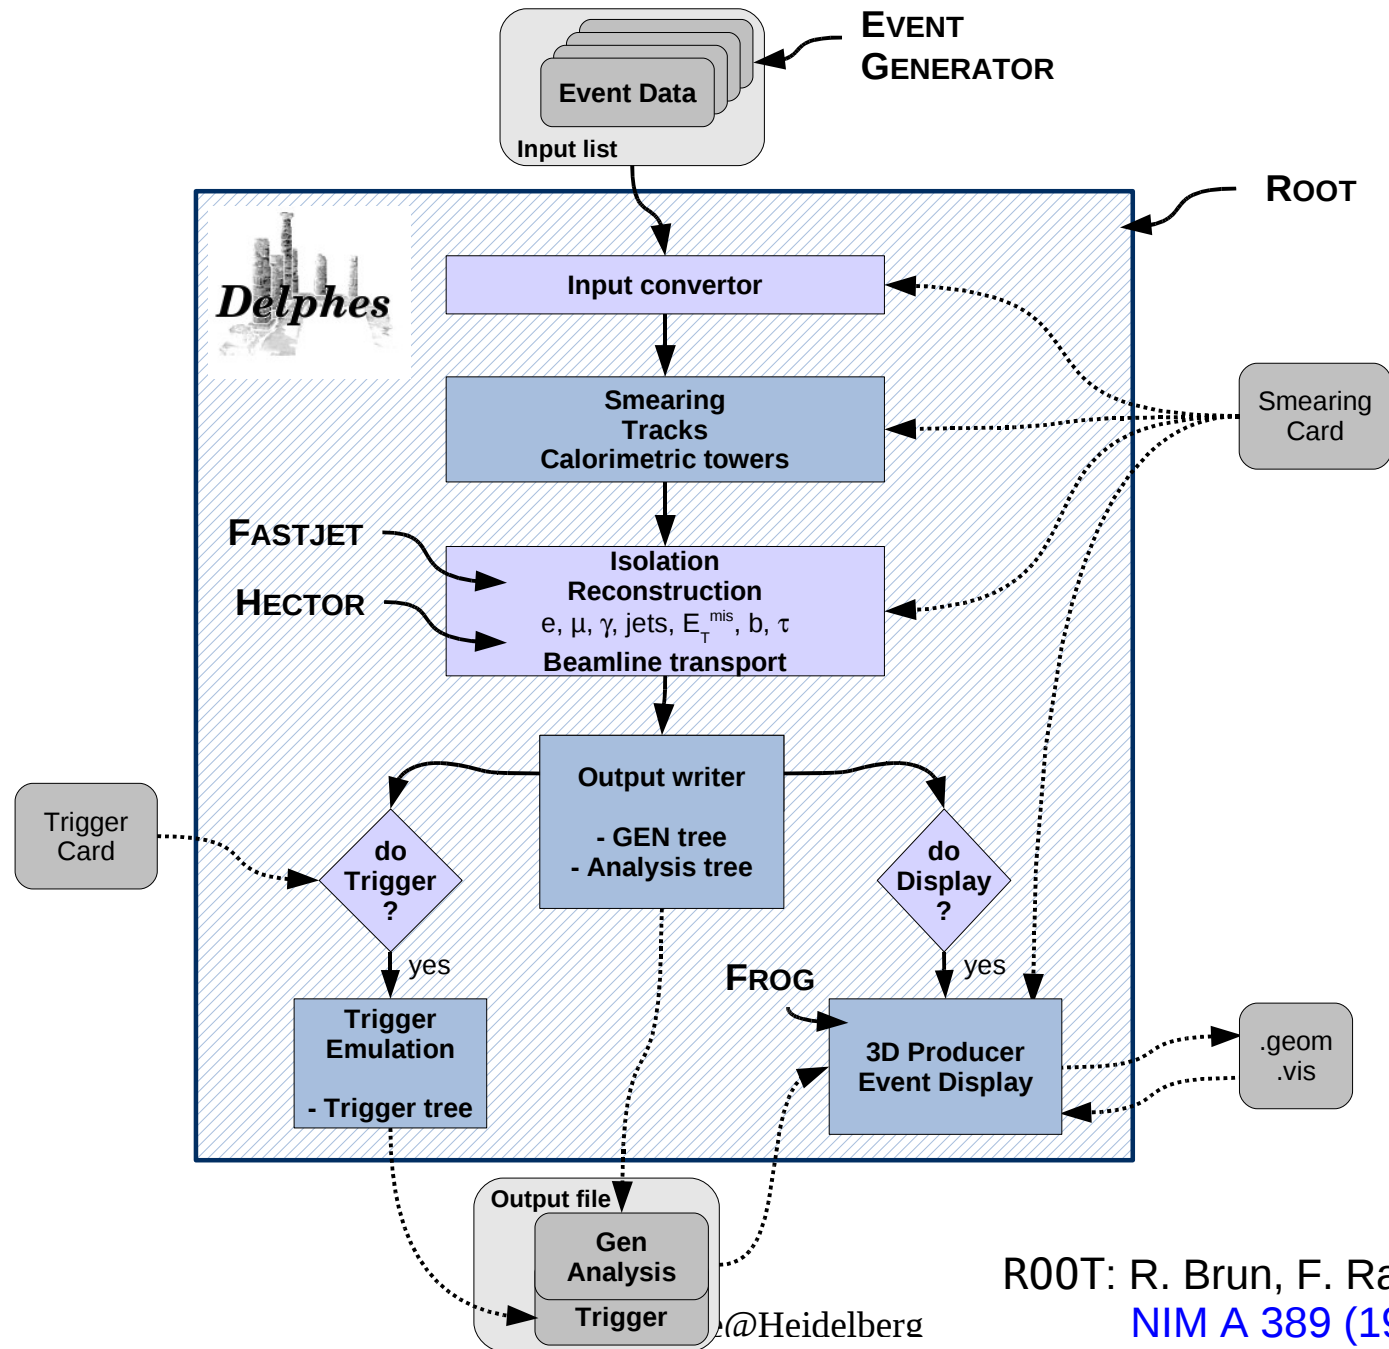 EVENT
GENERATOR
Event Data
Input list
ROOT
Delphes
Input convertor
Smearing
Tracks
Calorimetric towers
Smearing
Card
FASTJET
HECTOR
Isolation
Reconstruction
e, μ, γ, jets, E_T^mis, b, τ
Beamline transport
Output writer
- GEN tree
- Analysis tree
Trigger
Card
do
Trigger
?
yes
do
Display
?
yes
FROG
Trigger
Emulation
- Trigger tree
3D Producer
Event Display
.geom
.vis
Output file
Gen
Analysis
Trigger
@Heidelberg
ROOT: R. Brun, F. Ra
NIM A 389 (19